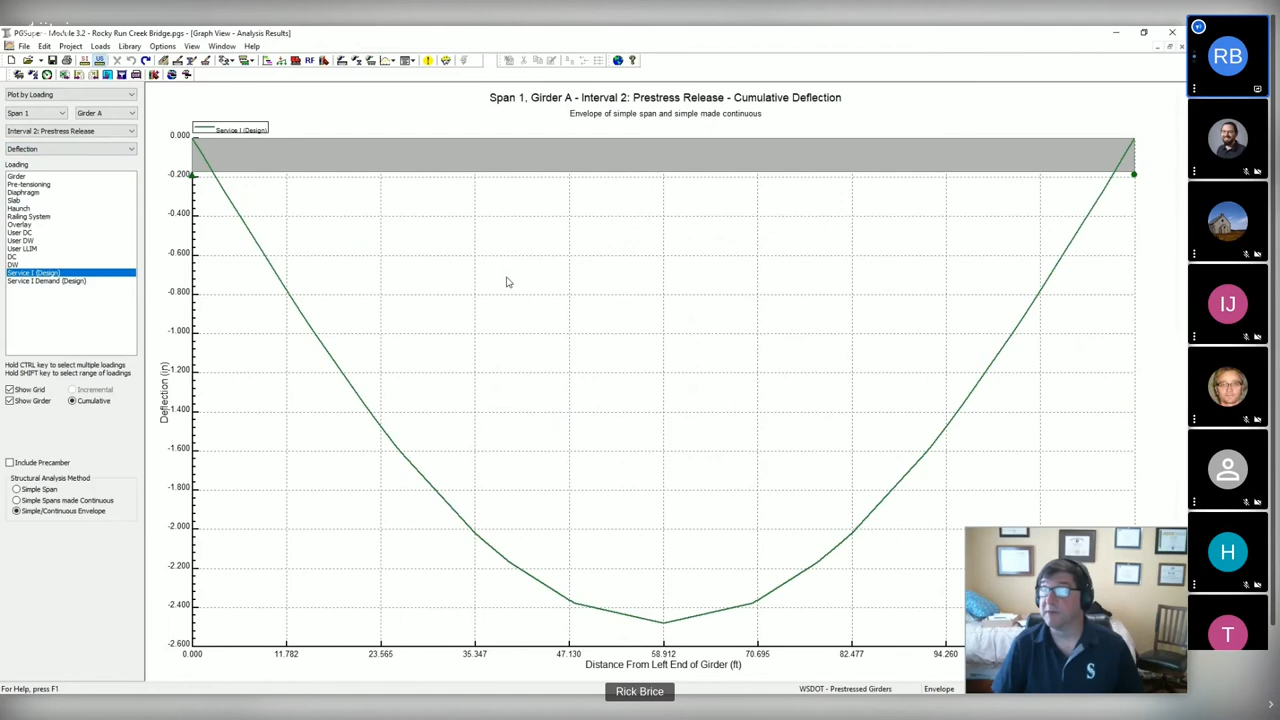 PGSuper - Module 3.2 - Rocky Run Creek Bridge.pgs - [Graph View - Analysis Results]
File Edit Project Loads Library Options View Window Help
Plot by Loading
Span 1 Girder A
Interval 2: Prestress Release
Deflection
Loading
Girder
Pre-tensioning
Diaphragm
Slab
Haunch
Railing System
Overlay
User DC
User DW
User LLIM
DC
DW
Service I (Design)
Service I Demand (Design)
Hold CTRL key to select multiple loadings
Hold SHIFT key to select range of loadings
Show Grid Incremental
Show Girder Cumulative
Include Precamber
Structural Analysis Method
Simple Span
Simple Spans made Continuous
Simple/Continuous Envelope
Span 1, Girder A - Interval 2: Prestress Release - Cumulative Deflection
Envelope of simple span and simple made continuous
Service I (Design)
0.000
-0.200
-0.400
-0.600
-0.800
-1.000
-1.200
-1.400
-1.600
-1.800
-2.000
-2.200
-2.400
-2.600
Deflection (in)
0.000 11.782 23.565 35.347 47.130 58.912 70.695 82.477 94.260
Distance From Left End of Girder (ft)
For Help, press F1
WSDOT - Prestressed Girders Envelope
Rick Brice
RB
IJ
H
T
S